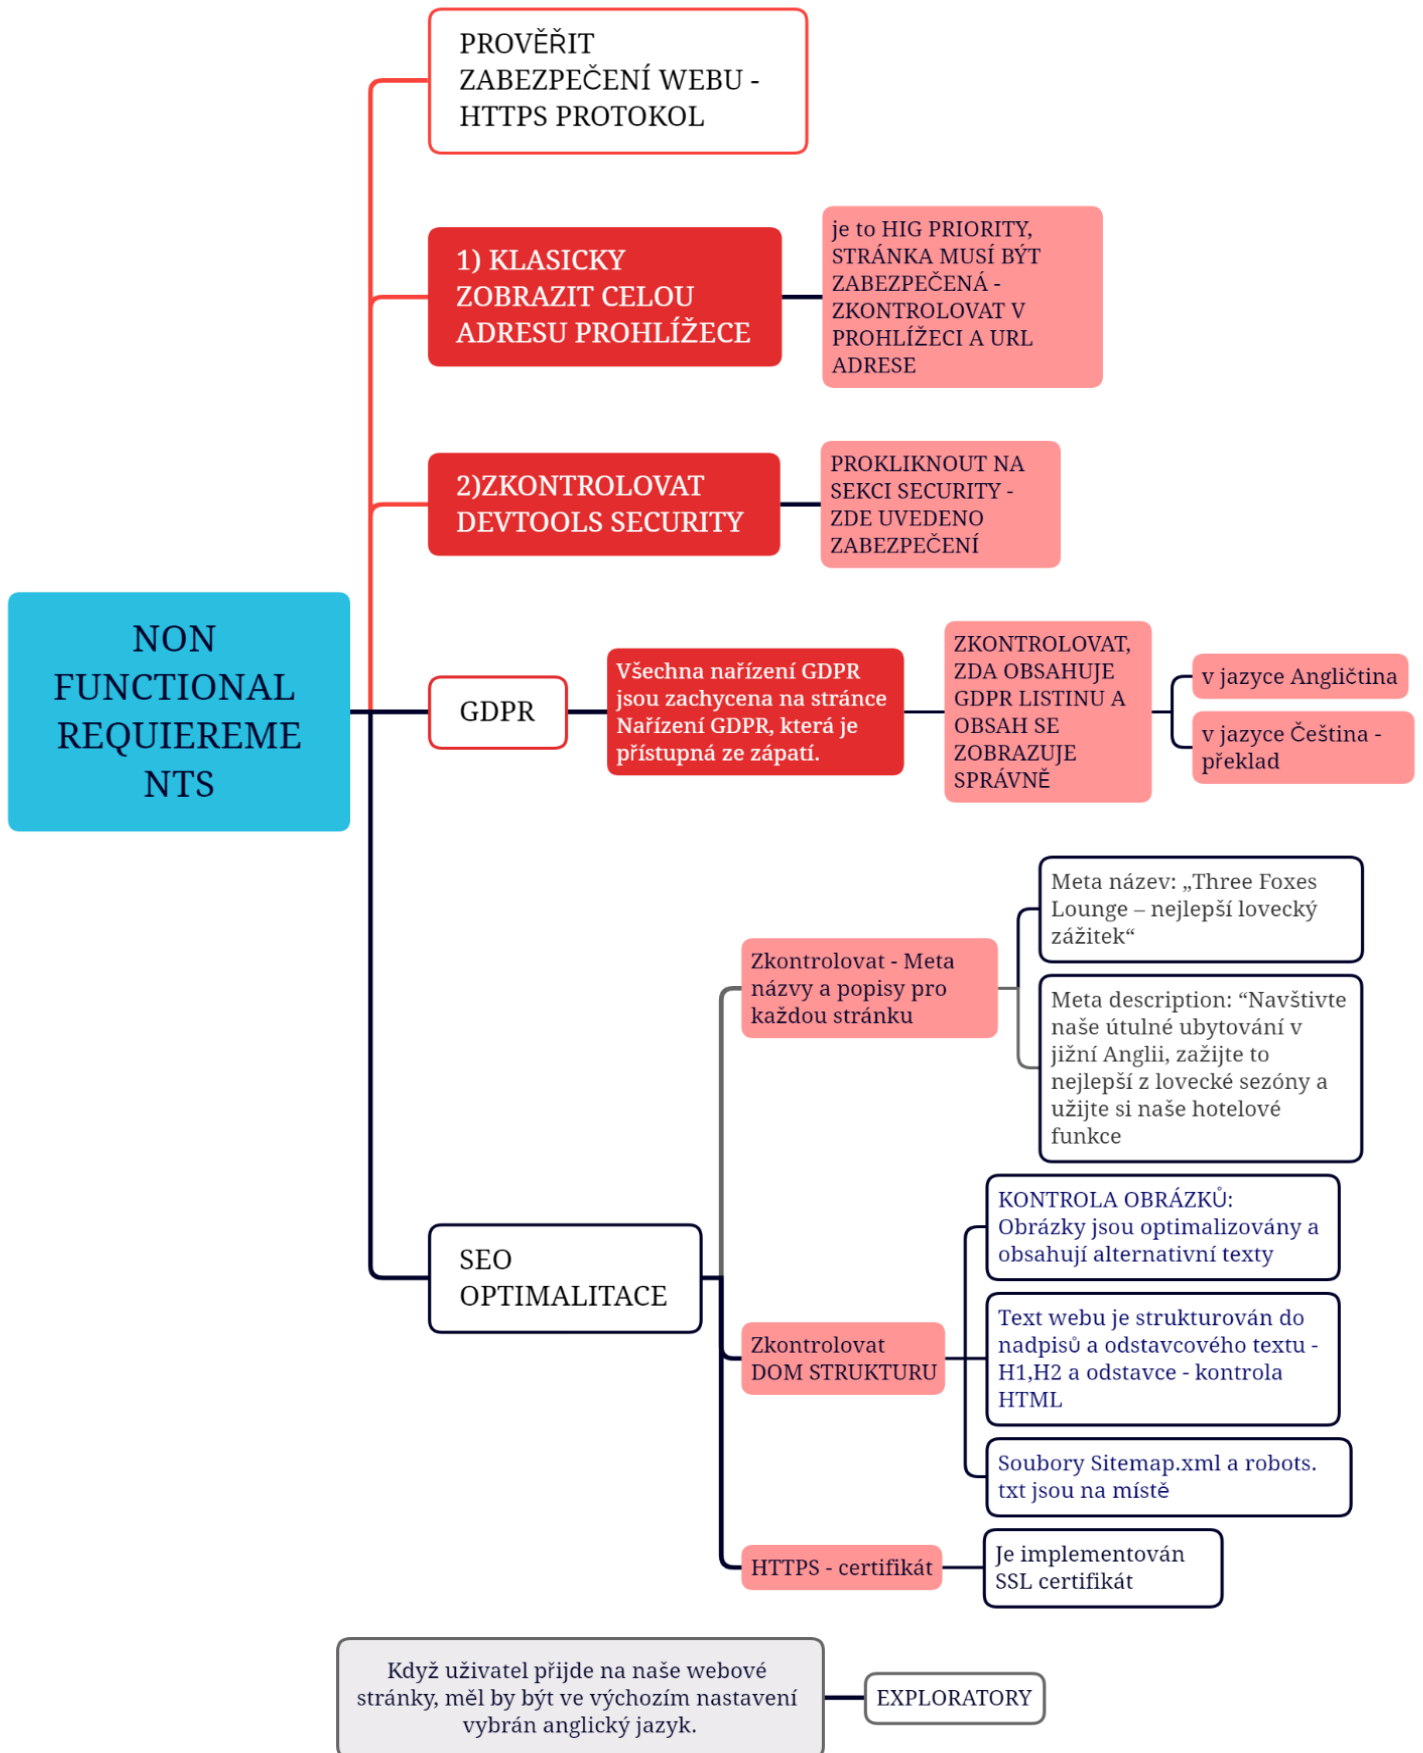 PROVĚŘIT
ZABEZPEČENÍ WEBU -
HTTPS PROTOKOL
1) KLASICKY
ZOBRAZIT CELOU
ADRESU PROHLÍŽECE
je to HIG PRIORITY,
STRÁNKA MUSÍ BÝT
ZABEZPEČENÁ -
ZKONTROLOVAT V
PROHLÍŽECI A URL
ADRESE
2)ZKONTROLOVAT
DEVTOOLS SECURITY
PROKLIKNOUT NA
SEKCI SECURITY -
ZDE UVEDENO
ZABEZPEČENÍ
NON
FUNCTIONAL
REQUIEREME
NTS
GDPR
Všechna nařízení GDPR
jsou zachycena na stránce
Nařízení GDPR, která je
přístupná ze zápatí.
ZKONTROLOVAT,
ZDA OBSAHUJE
GDPR LISTINU A
OBSAH SE
ZOBRAZUJE
SPRÁVNĚ
v jazyce Angličtina
v jazyce Čeština -
překlad
SEO
OPTIMALITACE
Zkontrolovat - Meta
názvy a popisy pro
každou stránku
Meta název: „Three Foxes
Lounge – nejlepší lovecký
zážitek“
Meta description: “Navštivte
naše útulné ubytování v
jižní Anglii, zažijte to
nejlepší z lovecké sezóny a
užijte si naše hotelové
funkce
Zkontrolovat
DOM STRUKTURU
KONTROLA OBRÁZKŮ:
Obrázky jsou optimalizovány a
obsahují alternativní texty
Text webu je strukturován do
nadpisů a odstavcového textu -
H1,H2 a odstavce - kontrola
HTML
Soubory Sitemap.xml a robots.
txt jsou na místě
HTTPS - certifikát
Je implementován
SSL certifikát
Když uživatel přijde na naše webové
stránky, měl by být ve výchozím nastavení
vybrán anglický jazyk.
EXPLORATORY